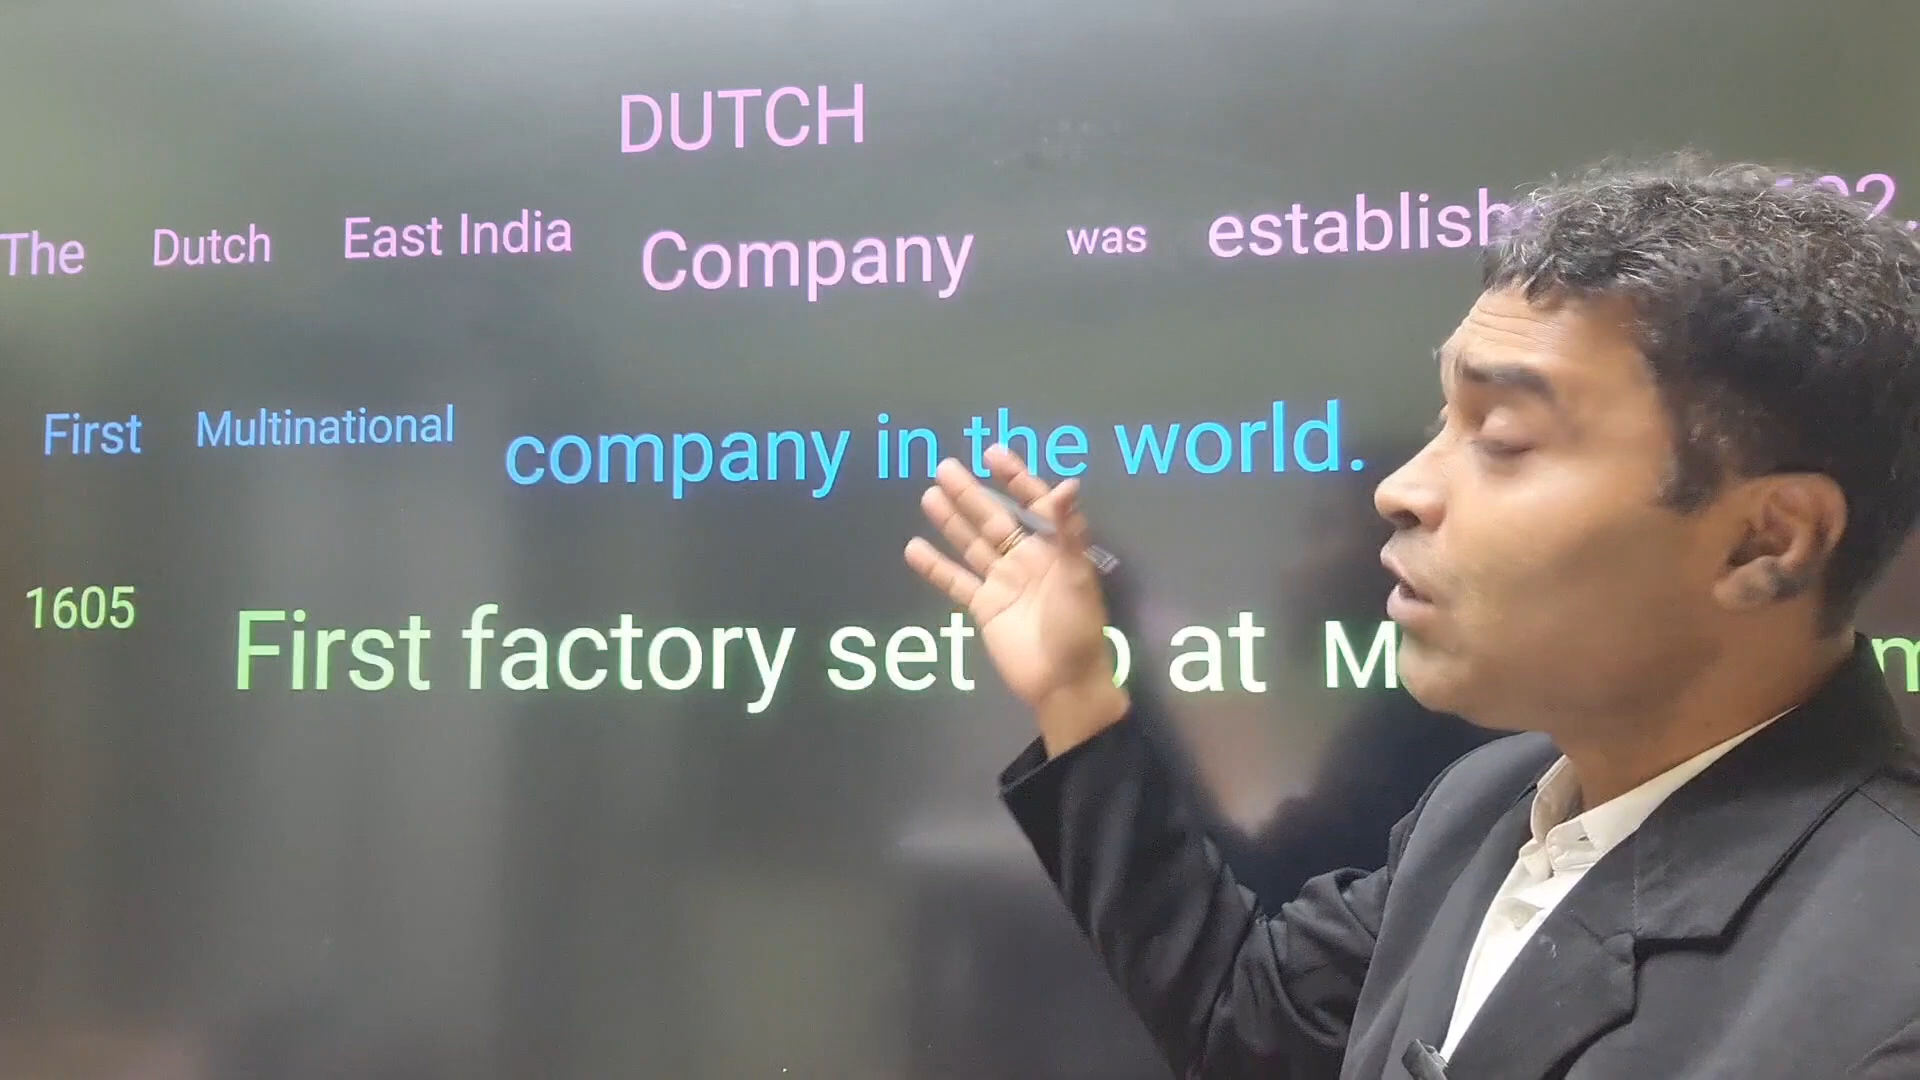 DUTCH
The Dutch East India Company was
First Multinational company in the world.
1605 First factory set at